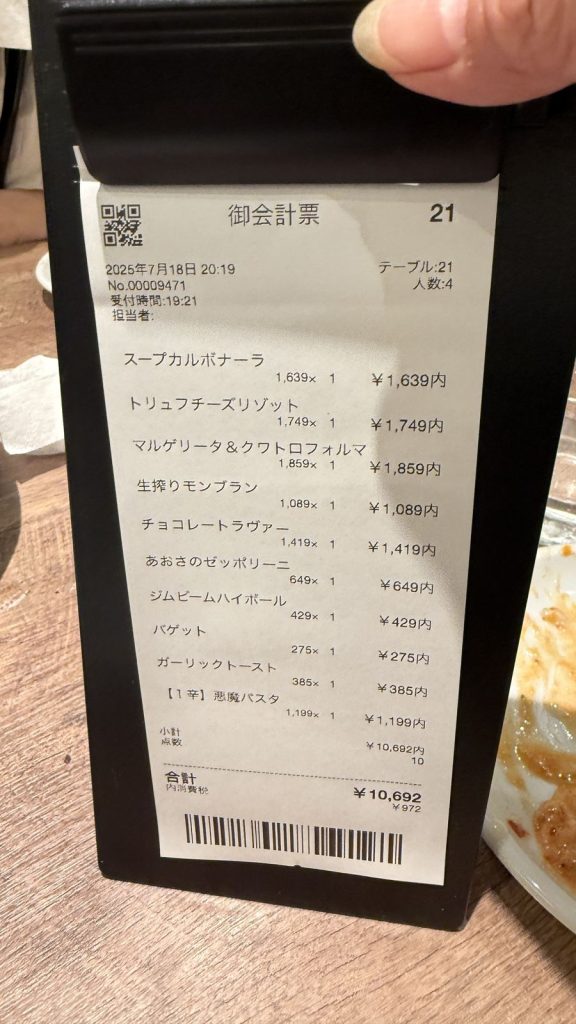 御会計票 21
2025年7月18日 20:19 テーブル:21
No.00009471 人数:4
受付時間:19:21
担当者:
スープカルボナーラ
1,639× 1 ￥1,639内
トリュフチーズリゾット
1,749× 1 ￥1,749内
マルゲリータ＆クワトロフォルマ
1,859× 1 ￥1,859内
生搾りモンブラン
1,089× 1 ￥1,089内
チョコレートラヴァー
1,419× 1 ￥1,419内
あおさのゼッポリーニ
649× 1 ￥649内
ジムビームハイボール
429× 1 ￥429内
バゲット
275× 1 ￥275内
ガーリックトースト
385× 1 ￥385内
【1辛】悪魔パスタ
1,199× 1 ￥1,199内
小計 ￥10,692内
点数 10
合計 ￥10,692
内消費税 ￥972